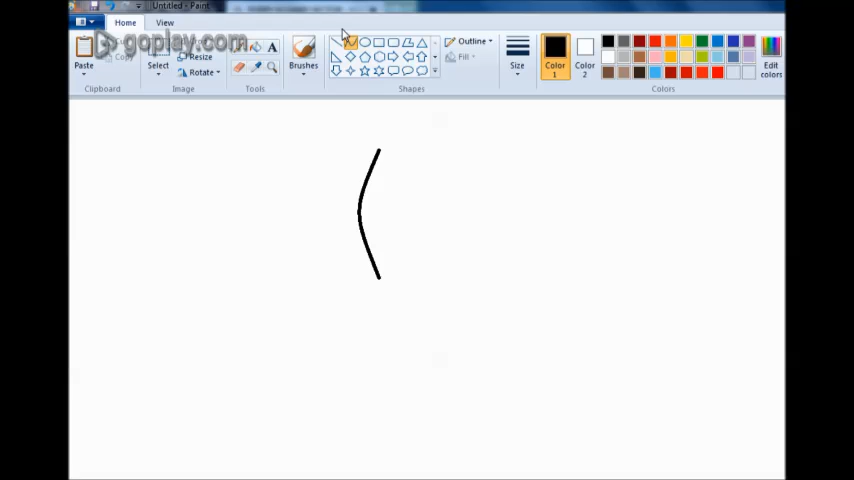 Untitled - Paint
Home View
goplay.com
Paste
Copy
Select
Resize
Rotate
Brushes
Outline
Fill
Size
Color 1
Color 2
Edit colors
Clipboard Image Tools Shapes Colors